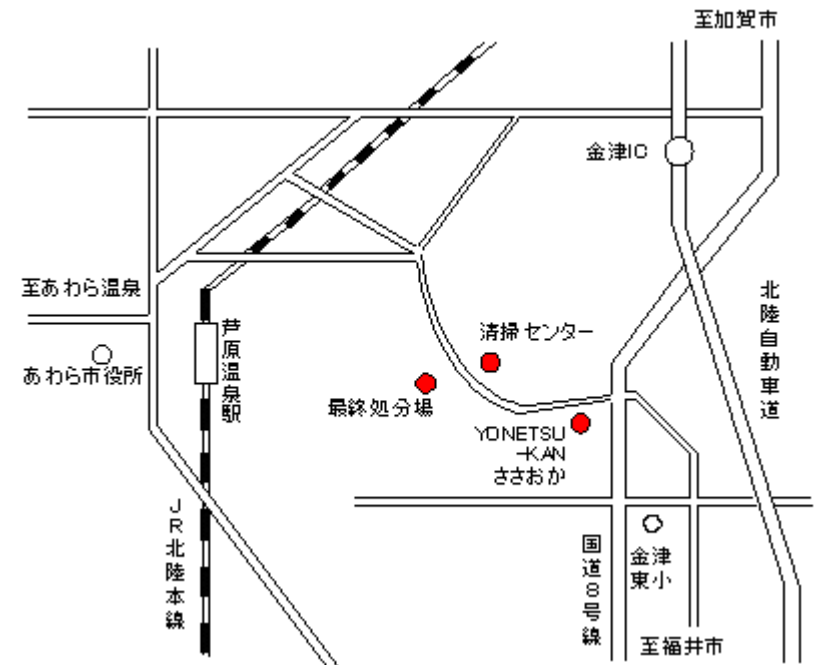 至加賀市
金津IC
至あわら温泉
北陸自動車道
芦原温泉駅
清掃センター
あわら市役所
最終処分場
YONETSU
-KAN
ささおか
JR北陸本線
国道8号線
金津
東小
至福井市